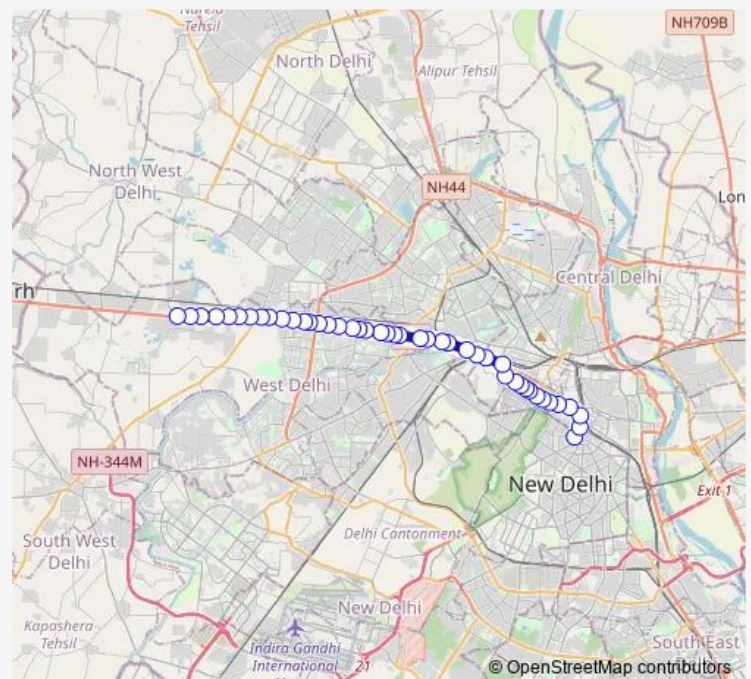 Narela
Tehsil
NH709B
North Delhi
Alipur Tehsil
North West
Delhi
NH44
Lon
Central Delhi
rh
West Delhi
NH-344M
New Delhi
Exit 1
South West
Delhi
Delhi Cantonment
New Delhi
Kapashera
Tehsil
Indira Gandhi
International
21
South East
© OpenStreetMap contributors